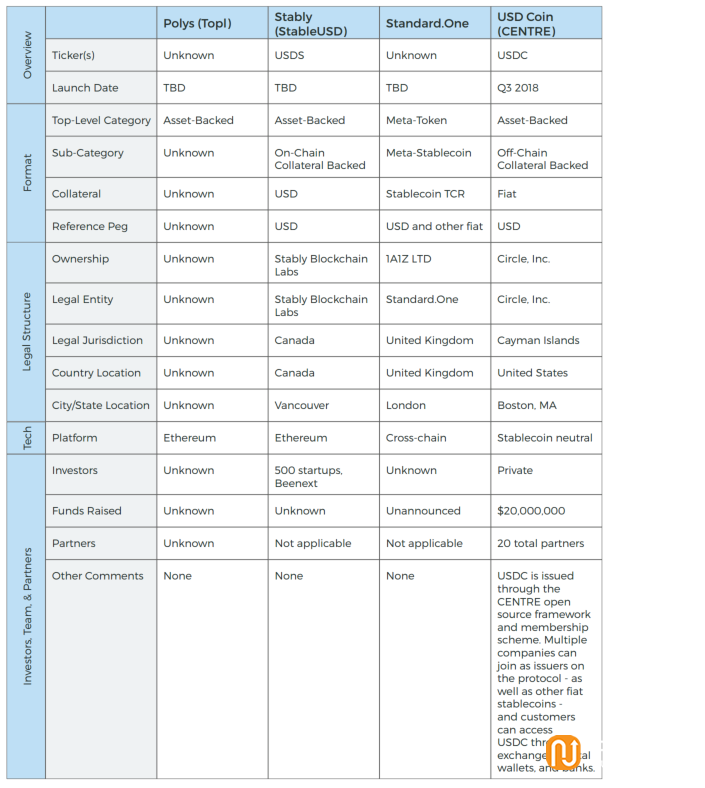 Overview
Polys (Topl)
Stably
(StableUSD)
Standard.One
USD Coin
(CENTRE)
Ticker(s)
Unknown
USDS
Unknown
USDC
Launch Date
TBD
TBD
TBD
Q3 2018
Format
Top-Level Category
Asset-Backed
Asset-Backed
Meta-Token
Asset-Backed
Sub-Category
Unknown
On-Chain
Collateral Backed
Meta-Stablecoin
Off-Chain
Collateral Backed
Collateral
Unknown
USD
Stablecoin TCR
Fiat
Reference Peg
Unknown
USD
USD and other fiat
USD
Legal Structure
Ownership
Unknown
Stably Blockchain
Labs
1A1Z LTD
Circle, Inc.
Legal Entity
Unknown
Stably Blockchain
Labs
Standard.One
Circle, Inc.
Legal Jurisdiction
Unknown
Canada
United Kingdom
Cayman Islands
Country Location
Unknown
Canada
United Kingdom
United States
City/State Location
Unknown
Vancouver
London
Boston, MA
Tech
Platform
Ethereum
Ethereum
Cross-chain
Stablecoin neutral
Investors, Team, & Partners
Investors
Unknown
500 startups,
Beenext
Unknown
Private
Funds Raised
Unknown
Unknown
Unannounced
$20,000,000
Partners
Unknown
Not applicable
Not applicable
20 total partners
Other Comments
None
None
None
USDC is issued
through the
CENTRE open
source framework
and membership
scheme. Multiple
companies can
join as issuers on
the protocol - as
well as other fiat
stablecoins -
and customers
can access
USDC
wallets,